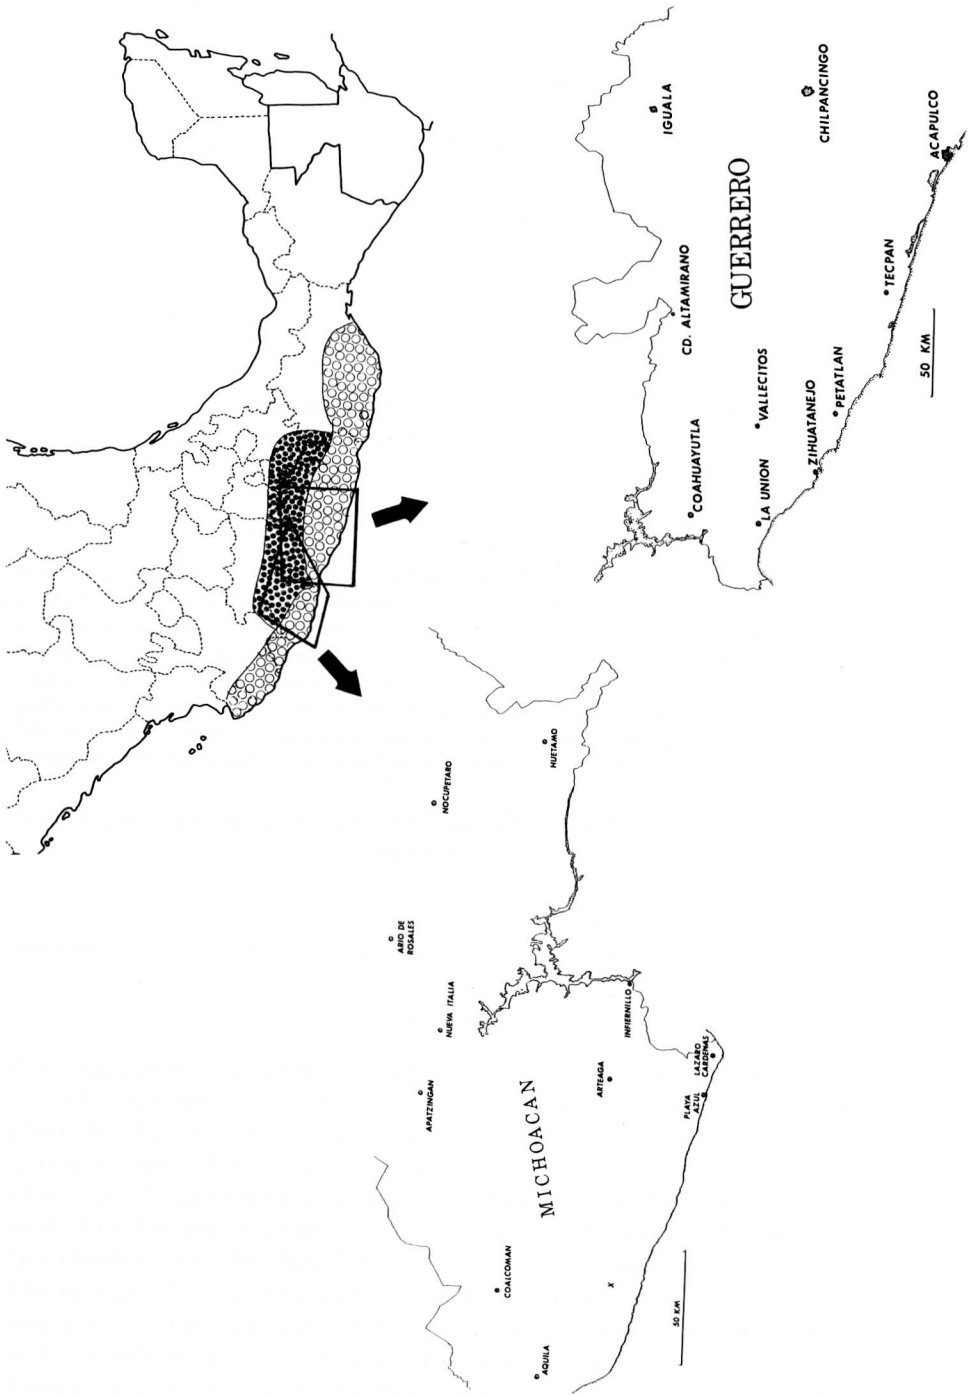 IGUALA
CHILPANCINGO
ACAPULCO
GUERRERO
CD. ALTAMIRANO
TECPAN
50 KM
VALLECITOS
PETATLAN
ZIHUATANEJO
COAHUAYUTLA
LA UNION
HUETAMO
NOCUPETARO
ARIO DE
ROSALES
NUEVA ITALIA
INFIERNILLO
LAZARO
CARDENAS
APATZINGAN
ARTEAGA
PLAYA
AZUL
MICHOACAN
COALCOMAN
X
50 KM
AQUILA